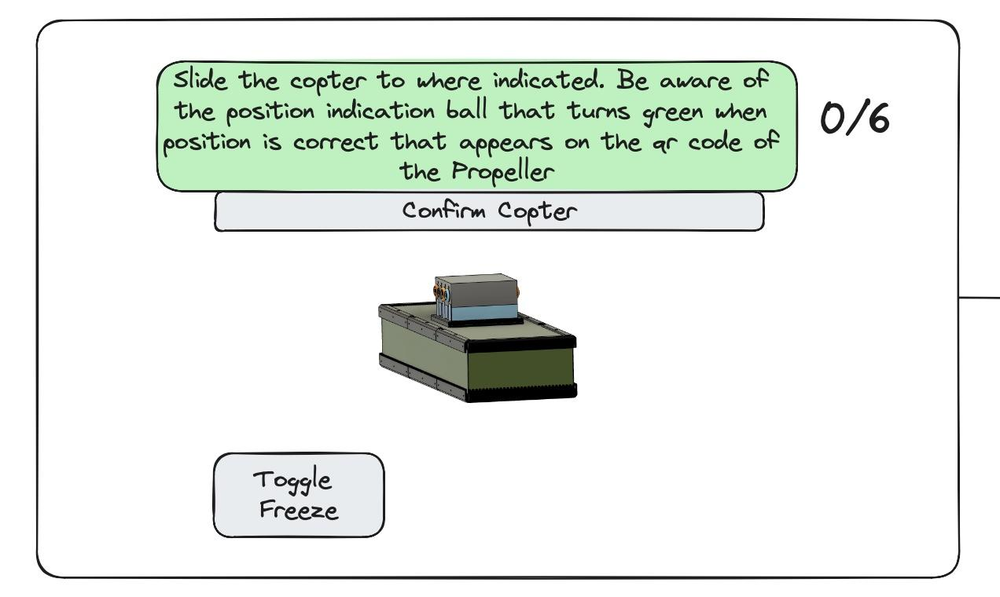 Slide the copter to where indicated. Be aware of
the position indication ball that turns green when
position is correct that appears on the qr code of
the Propeller
0/6
Confirm Copter
Toggle
Freeze